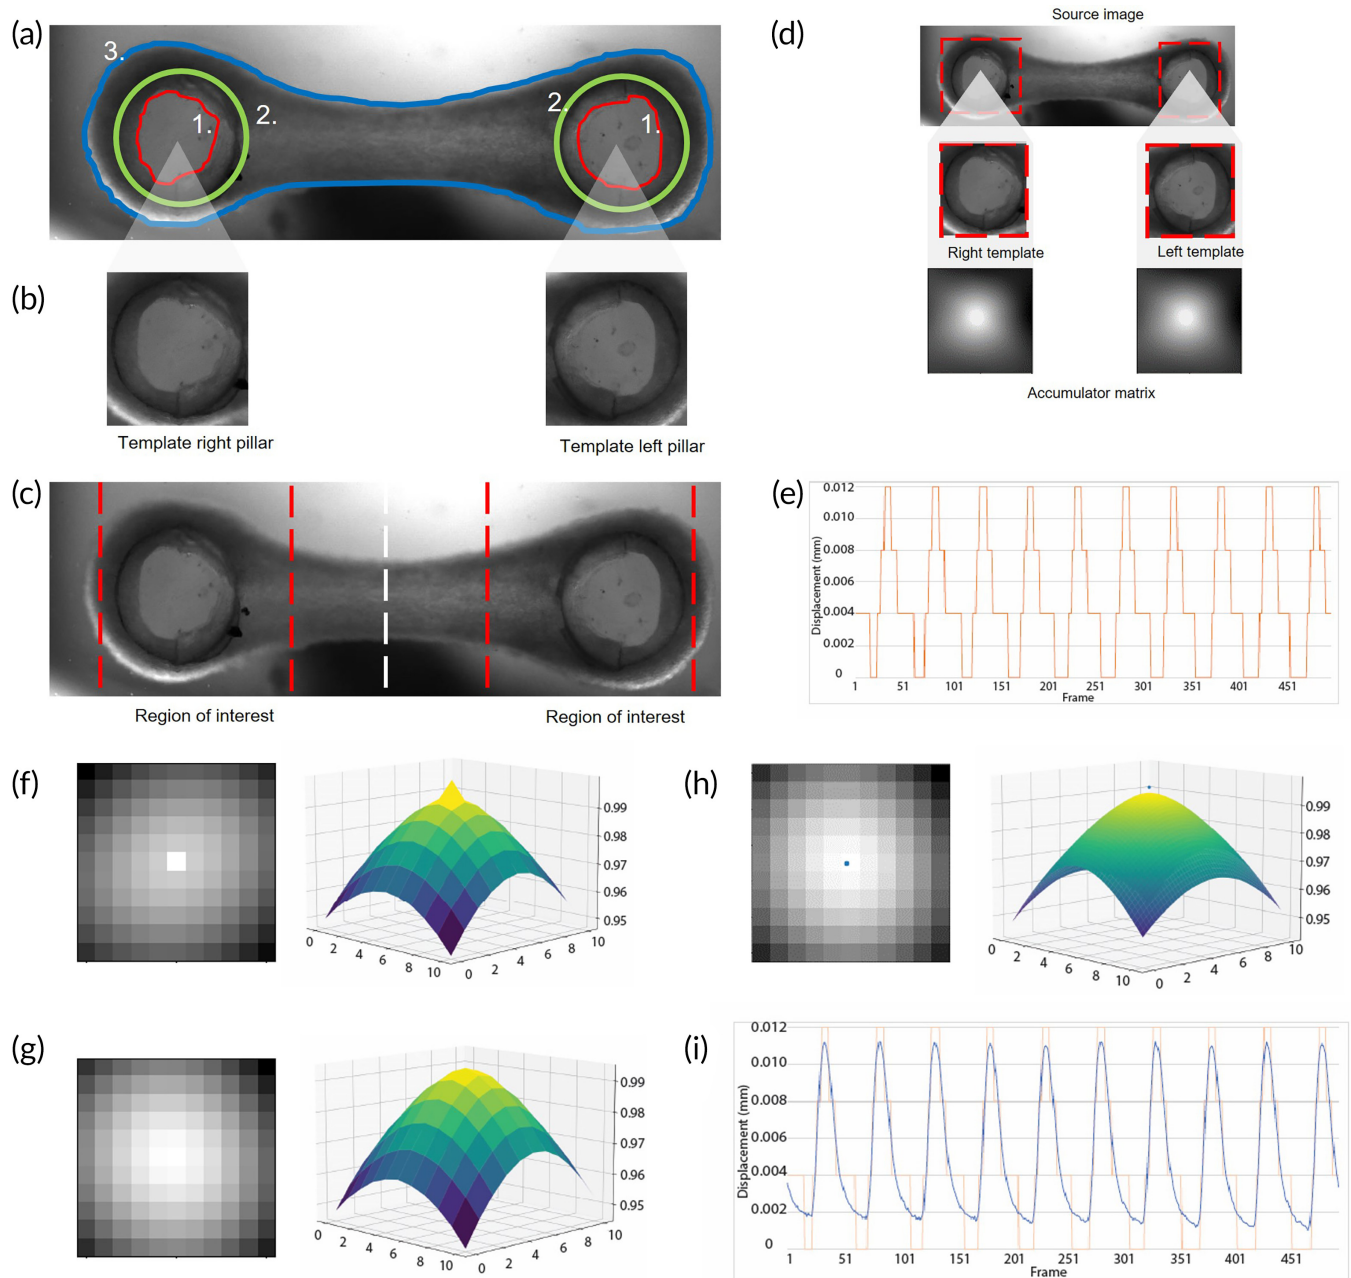 (a)
3.
1.
2.
2.
1.
(b)
Template right pillar
Template left pillar
(c)
Region of interest
Region of interest
(d)
Source image
Right template
Left template
Accumulator matrix
(e)
Displacement (mm)
0.012
0.008
0.006
0.004
0.002
0
1 51 101 151 201 251 301 351 401 451
Frame
(f)
0.99
0.98
0.97
0.96
0.95
0 2 4 6 8 10
0 2 4 6 8 10
(h)
0.99
0.98
0.97
0.96
0.95
0 2 4 6 8 10
0 2 4 6 8 10
(g)
0.99
0.98
0.97
0.96
0.95
0 2 4 6 8 10
0 2 4 6 8 10
(i)
Displacement (mm)
0.012
0.010
0.008
0.006
0.004
0.002
0
1 51 101 151 201 251 301 351 401 451
Frame